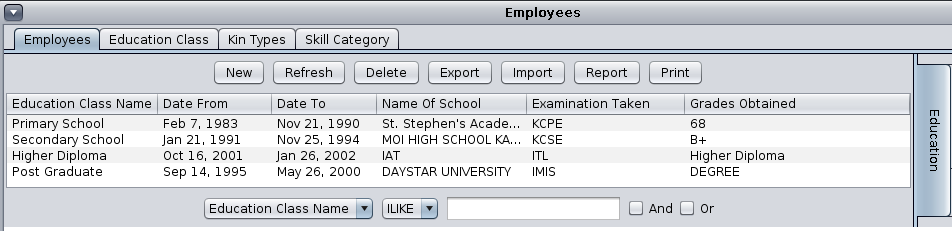 Employees
Employees Education Class Kin Types Skill Category
New Refresh Delete Export Import Report Print
Education Class Name Date From Date To Name Of School Examination Taken Grades Obtained
Primary School Feb 7, 1983 Nov 21, 1990 St. Stephen's Acade... KCPE 68
Secondary School Jan 21, 1991 Nov 25, 1994 MOI HIGH SCHOOL KA... KCSE B+
Higher Diploma Oct 16, 2001 Jan 26, 2002 IAT ITL Higher Diploma
Post Graduate Sep 14, 1995 May 26, 2000 DAYSTAR UNIVERSITY IMIS DEGREE
Education Class Name ILIKE And Or
Education